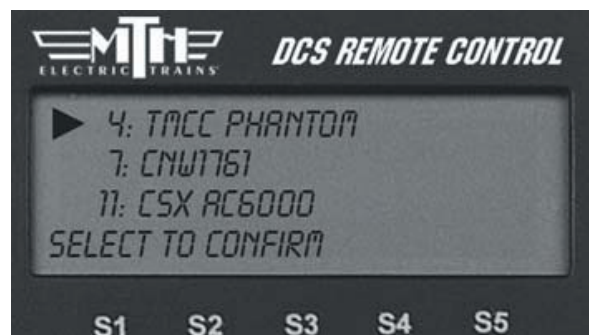 MTH
ELECTRIC TRAINS®
DCS REMOTE CONTROL
4: TMCC PHANTOM
7: CNW1761
11: CSX AC6000
SELECT TO CONFIRM
S1 S2 S3 S4 S5